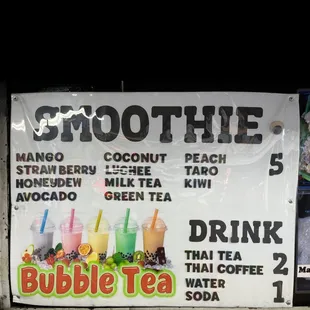 SMOOTHIE
MANGO COCONUT PEACH 5
STRAWBERRY LYCHEE TARO
HONEYDEW MILK TEA KIWI
AVOCADO GREEN TEA
DRINK
Bubble Tea
THAI TEA 2
THAI COFFEE
WATER 1
SODA